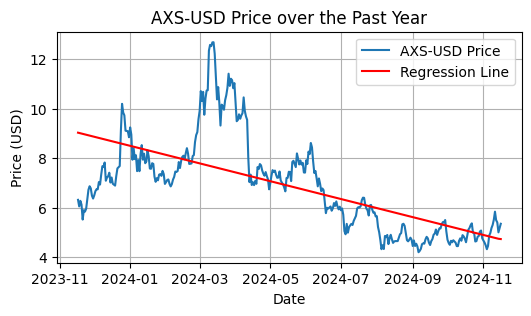 AXS-USD Price over the Past Year
AXS-USD Price
Regression Line
Price (USD)
12
10
8
6
4
2023-11 2024-01 2024-03 2024-05 2024-07 2024-09 2024-11
Date